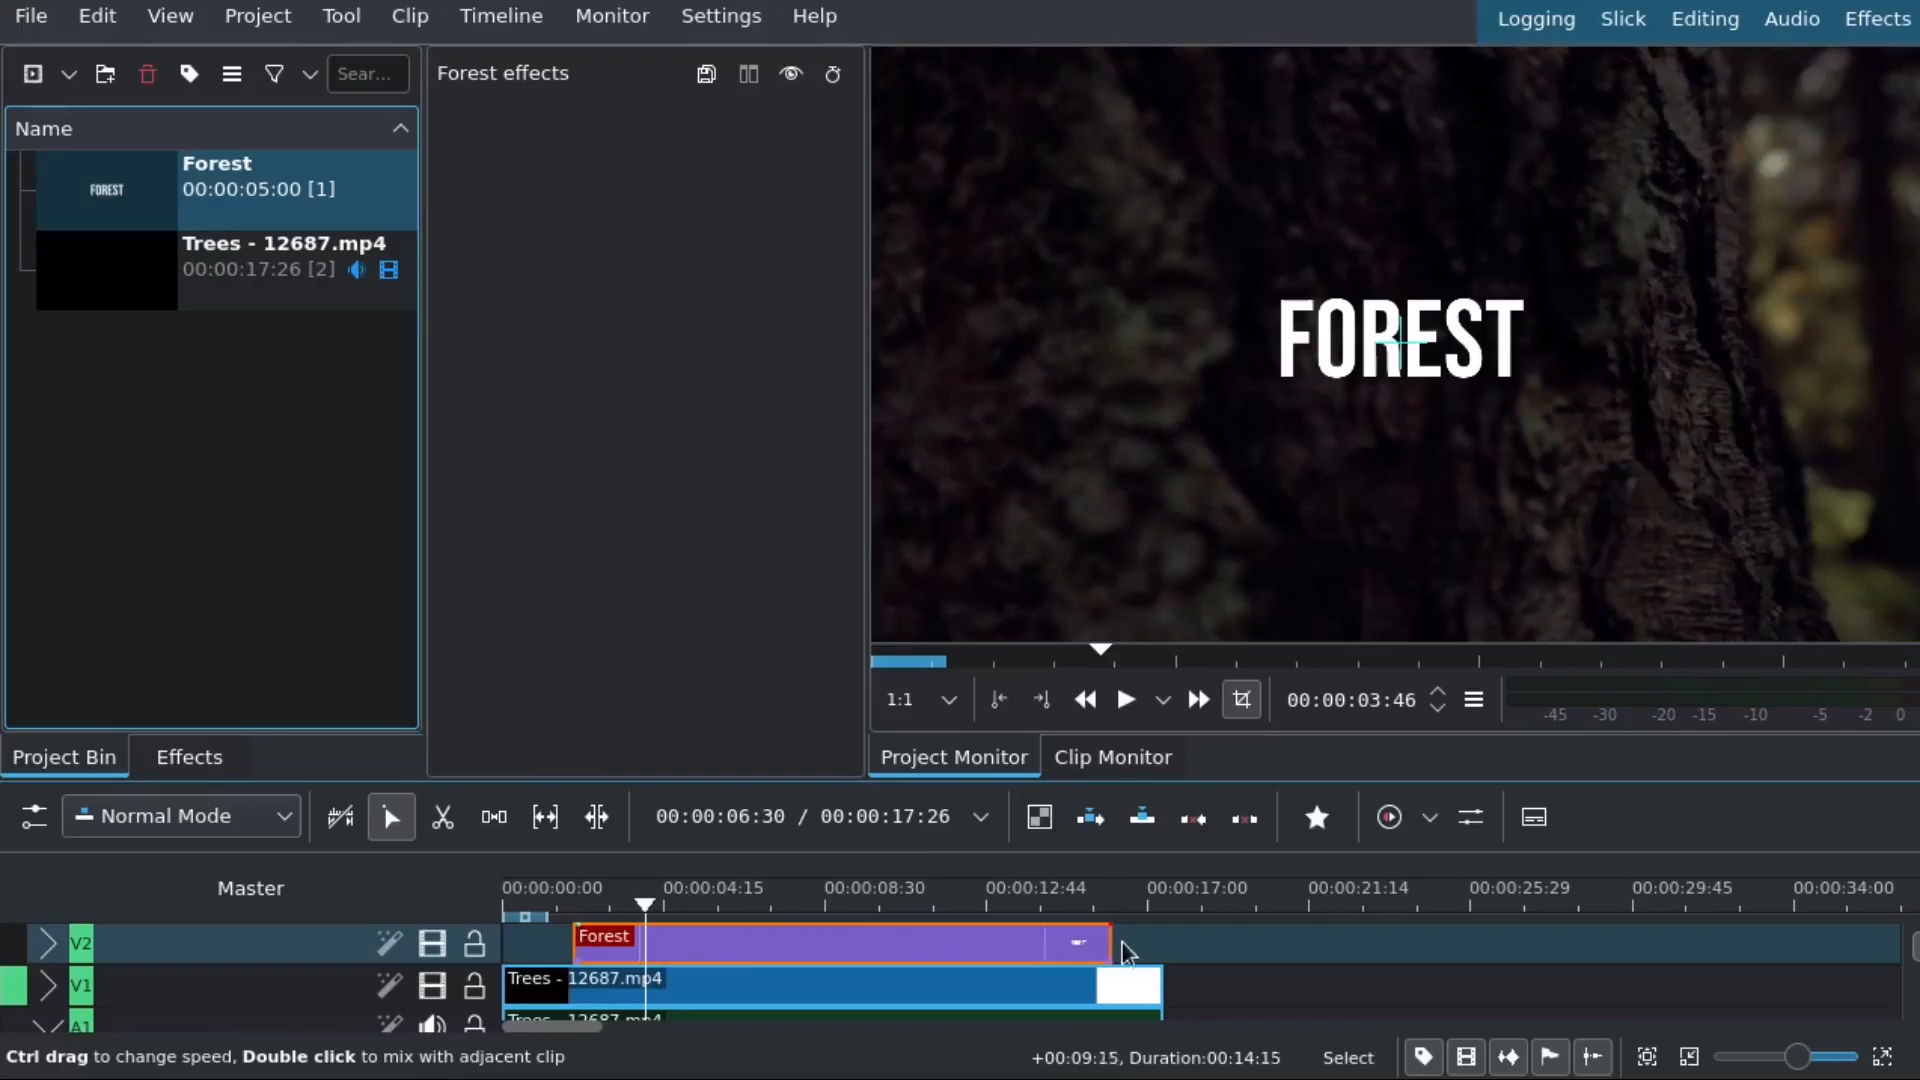 File Edit View Project Tool Clip Timeline Monitor Settings Help
Logging Slick Editing Audio Effects
Sear...
Forest effects
Name
FOREST
Forest
00:00:05:00 [1]
Trees - 12687.mp4
00:00:17:26 [2]
FOREST
1:1
00:00:03:46
-45 -30 -20 -15 -10 -5 -2 0
Project Bin Effects
Project Monitor Clip Monitor
Normal Mode
00:00:06:30 / 00:00:17:26
Master
00:00:00:00 00:00:04:15 00:00:08:30 00:00:12:44 00:00:17:00 00:00:21:14 00:00:25:29 00:00:29:45 00:00:34:00
V2
Forest
V1
Trees - 12687.mp4
A1
Trees - 12687.mp4
Ctrl drag to change speed, Double click to mix with adjacent clip
+00:09:15, Duration:00:14:15
Select